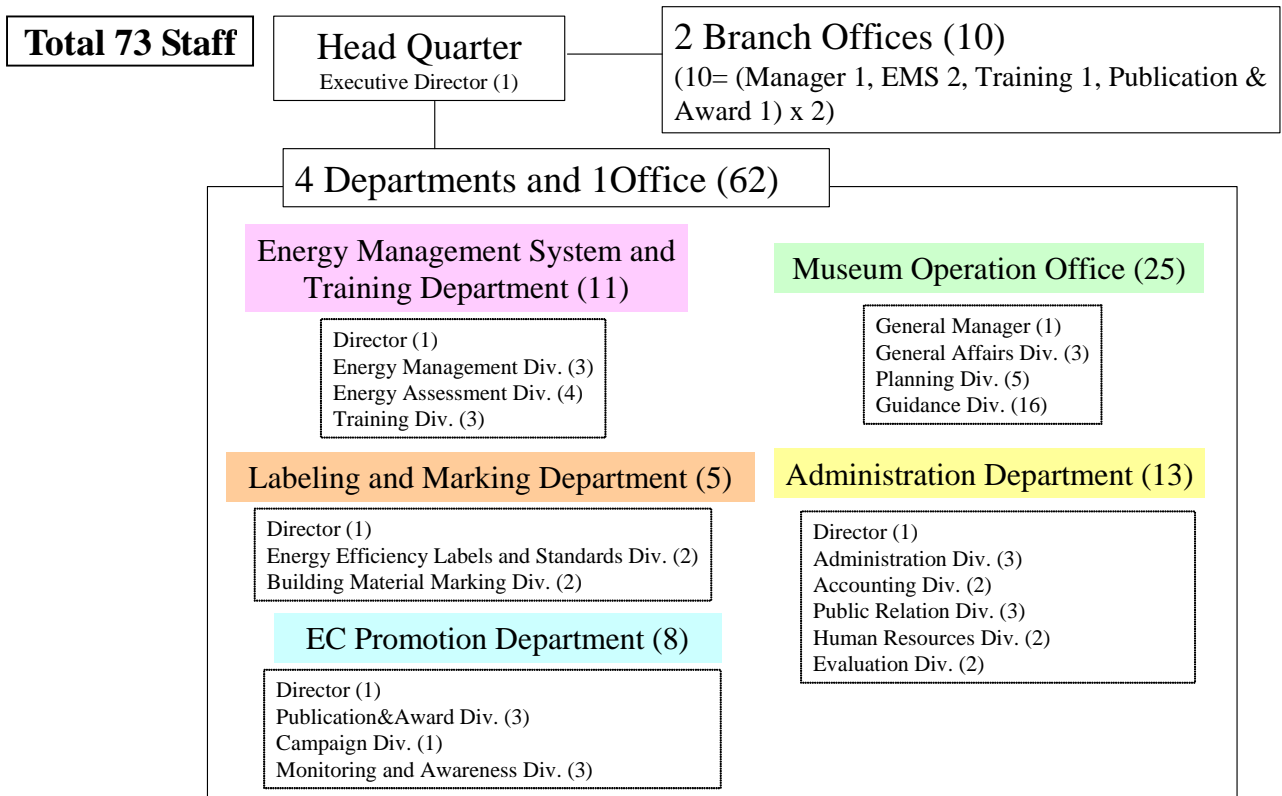 Total 73 Staff
Head Quarter
Executive Director (1)
2 Branch Offices (10)
(10= (Manager 1, EMS 2, Training 1, Publication &
Award 1) x 2)
4 Departments and 1Office (62)
Energy Management System and
Training Department (11)
Director (1)
Energy Management Div. (3)
Energy Assessment Div. (4)
Training Div. (3)
Museum Operation Office (25)
General Manager (1)
General Affairs Div. (3)
Planning Div. (5)
Guidance Div. (16)
Labeling and Marking Department (5)
Director (1)
Energy Efficiency Labels and Standards Div. (2)
Building Material Marking Div. (2)
Administration Department (13)
Director (1)
Administration Div. (3)
Accounting Div. (2)
Public Relation Div. (3)
Human Resources Div. (2)
Evaluation Div. (2)
EC Promotion Department (8)
Director (1)
Publication&Award Div. (3)
Campaign Div. (1)
Monitoring and Awareness Div. (3)